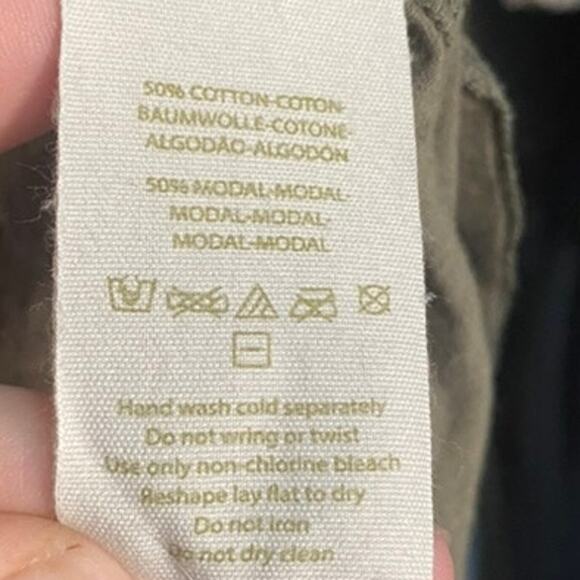 50% COTTON-COTON-
BAUMWOLLE-COTONE-
ALGODÃO-ALGODÓN
50% MODAL-MODAL-
MODAL-MODAL-
MODAL-MODAL
Hand wash cold separately
Do not wring or twist
Use only non-chlorine bleach
Reshape lay flat to dry
Do not iron
Do not dry clean